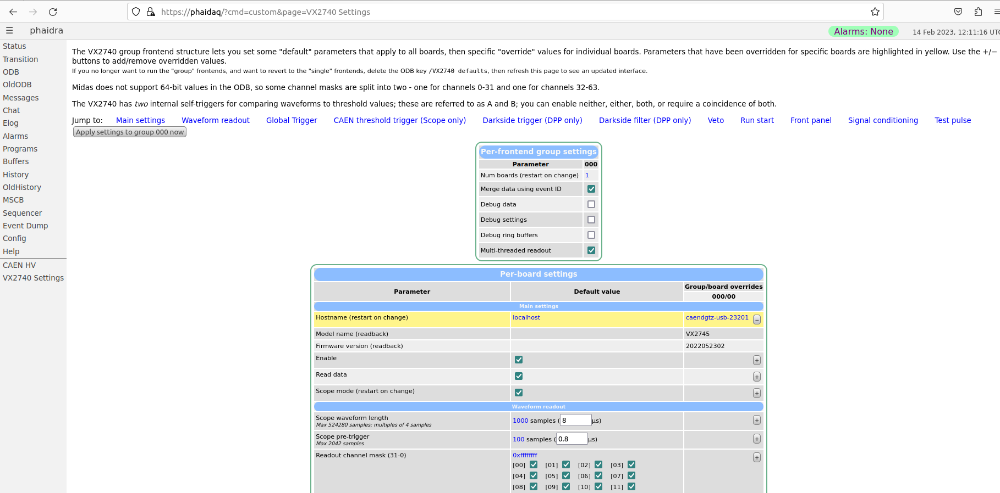 https://phaidaq/?cmd=custom&page=VX2740 Settings
☰ phaidra Alarms: None 14 Feb 2023, 12:11:16 UTC
Status
Transition
ODB
OldODB
Messages
Chat
Elog
Alarms
Programs
Buffers
History
OldHistory
MSCB
Sequencer
Event Dump
Config
Help
CAEN HV
VX2740 Settings
The VX2740 group frontend structure lets you set some "default" parameters that apply to all boards, then specific "override" values for individual boards. Parameters that have been overridden for specific boards are highlighted in yellow. Use the +/−
buttons to add/remove overridden values.
If you no longer want to run the "group" frontends, and want to revert to the "single" frontends, delete the ODB key /VX2740 defaults, then refresh this page to see an updated interface.
Midas does not support 64-bit values in the ODB, so some channel masks are split into two - one for channels 0-31 and one for channels 32-63.
The VX2740 has two internal self-triggers for comparing waveforms to threshold values; these are referred to as A and B; you can enable neither, either, both, or require a coincidence of both.
Jump to: Main settings Waveform readout Global Trigger CAEN threshold trigger (Scope only) Darkside trigger (DPP only) Darkside filter (DPP only) Veto Run start Front panel Signal conditioning Test pulse
Apply settings to group 000 now
Per-frontend group settings
Parameter 000
Num boards (restart on change) 1
Merge data using event ID
Debug data
Debug settings
Debug ring buffers
Multi-threaded readout
Per-board settings
Parameter Default value Group/board overrides
000/00
Main settings
Hostname (restart on change) localhost caendgtz-usb-23201 −
Model name (readback) VX2745
Firmware version (readback) 2022052302
Enable +
Read data +
Scope mode (restart on change) +
Waveform readout
Scope waveform length 1000 samples (8 µs) +
Max 524280 samples; multiples of 4 samples
Scope pre-trigger 100 samples (0.8 µs) +
Max 2042 samples
Readout channel mask (31-0) 0xffffffff +
[00] [01] [02] [03]
[04] [05] [06] [07]
[08] [09] [10] [11]